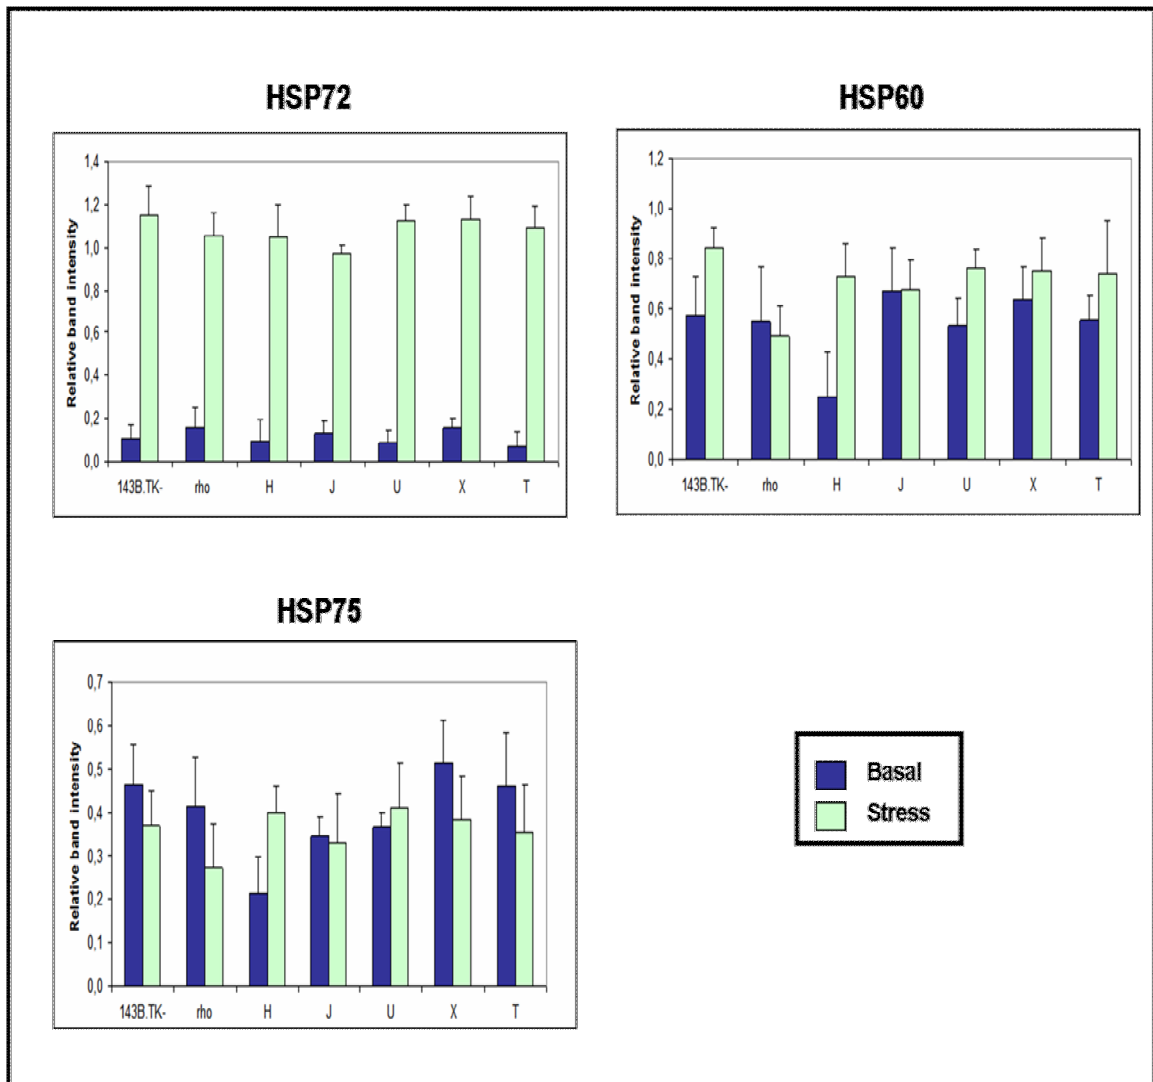 HSP72
Relative band intensity
1,4
1,2
1,0
0,8
0,6
0,4
0,2
0,0
143B.TK- rho H J U X T
HSP60
Relative band intensity
1,2
1,0
0,8
0,6
0,4
0,2
0,0
143B.TK- rho H J U X T
HSP75
Relative band intensity
0,7
0,6
0,5
0,4
0,3
0,2
0,1
0,0
143B.TK- rho H J U X T
Basal
Stress